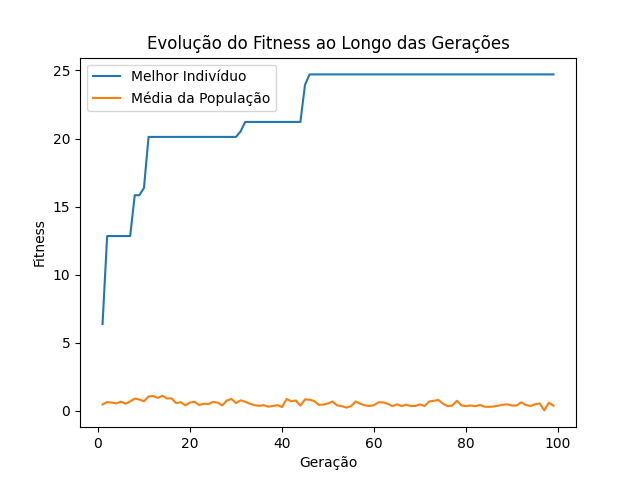 Evolução do Fitness ao Longo das Gerações
Melhor Indivíduo
Média da População
25
20
15
10
5
0
Fitness
0 20 40 60 80 100
Geração